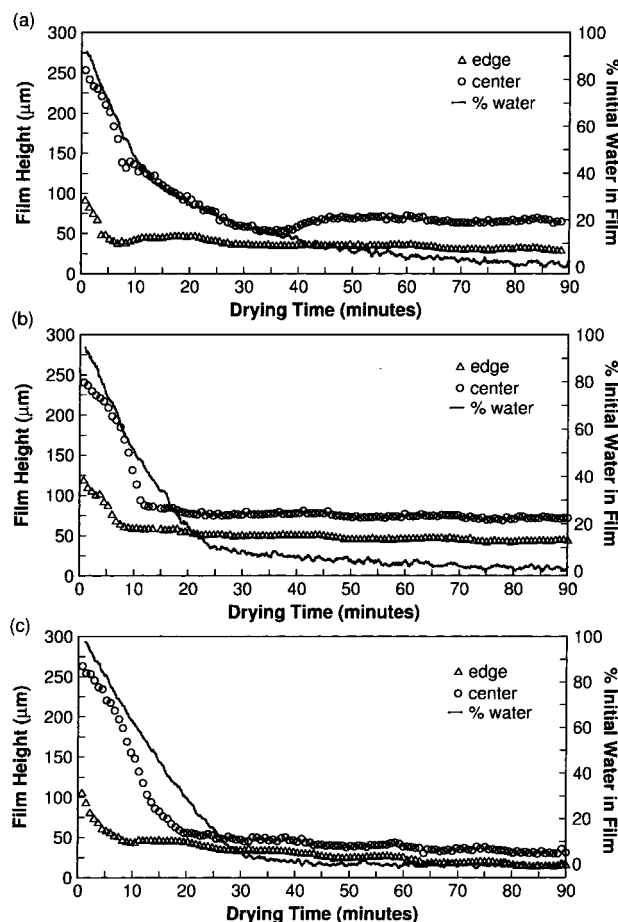 (a)
300
250
200
150
100
50
0
Film Height (μm)
100
80
60
40
20
0
% Initial Water in Film
edge
center
% water
0 10 20 30 40 50 60 70 80 90
Drying Time (minutes)
(b)
300
250
200
150
100
50
0
Film Height (μm)
100
80
60
40
20
0
% Initial Water in Film
edge
center
% water
0 10 20 30 40 50 60 70 80 90
Drying Time (minutes)
(c)
300
250
200
150
100
50
0
Film Height (μm)
100
80
60
40
20
0
% Initial Water in Film
edge
center
% water
0 10 20 30 40 50 60 70 80 90
Drying Time (minutes)